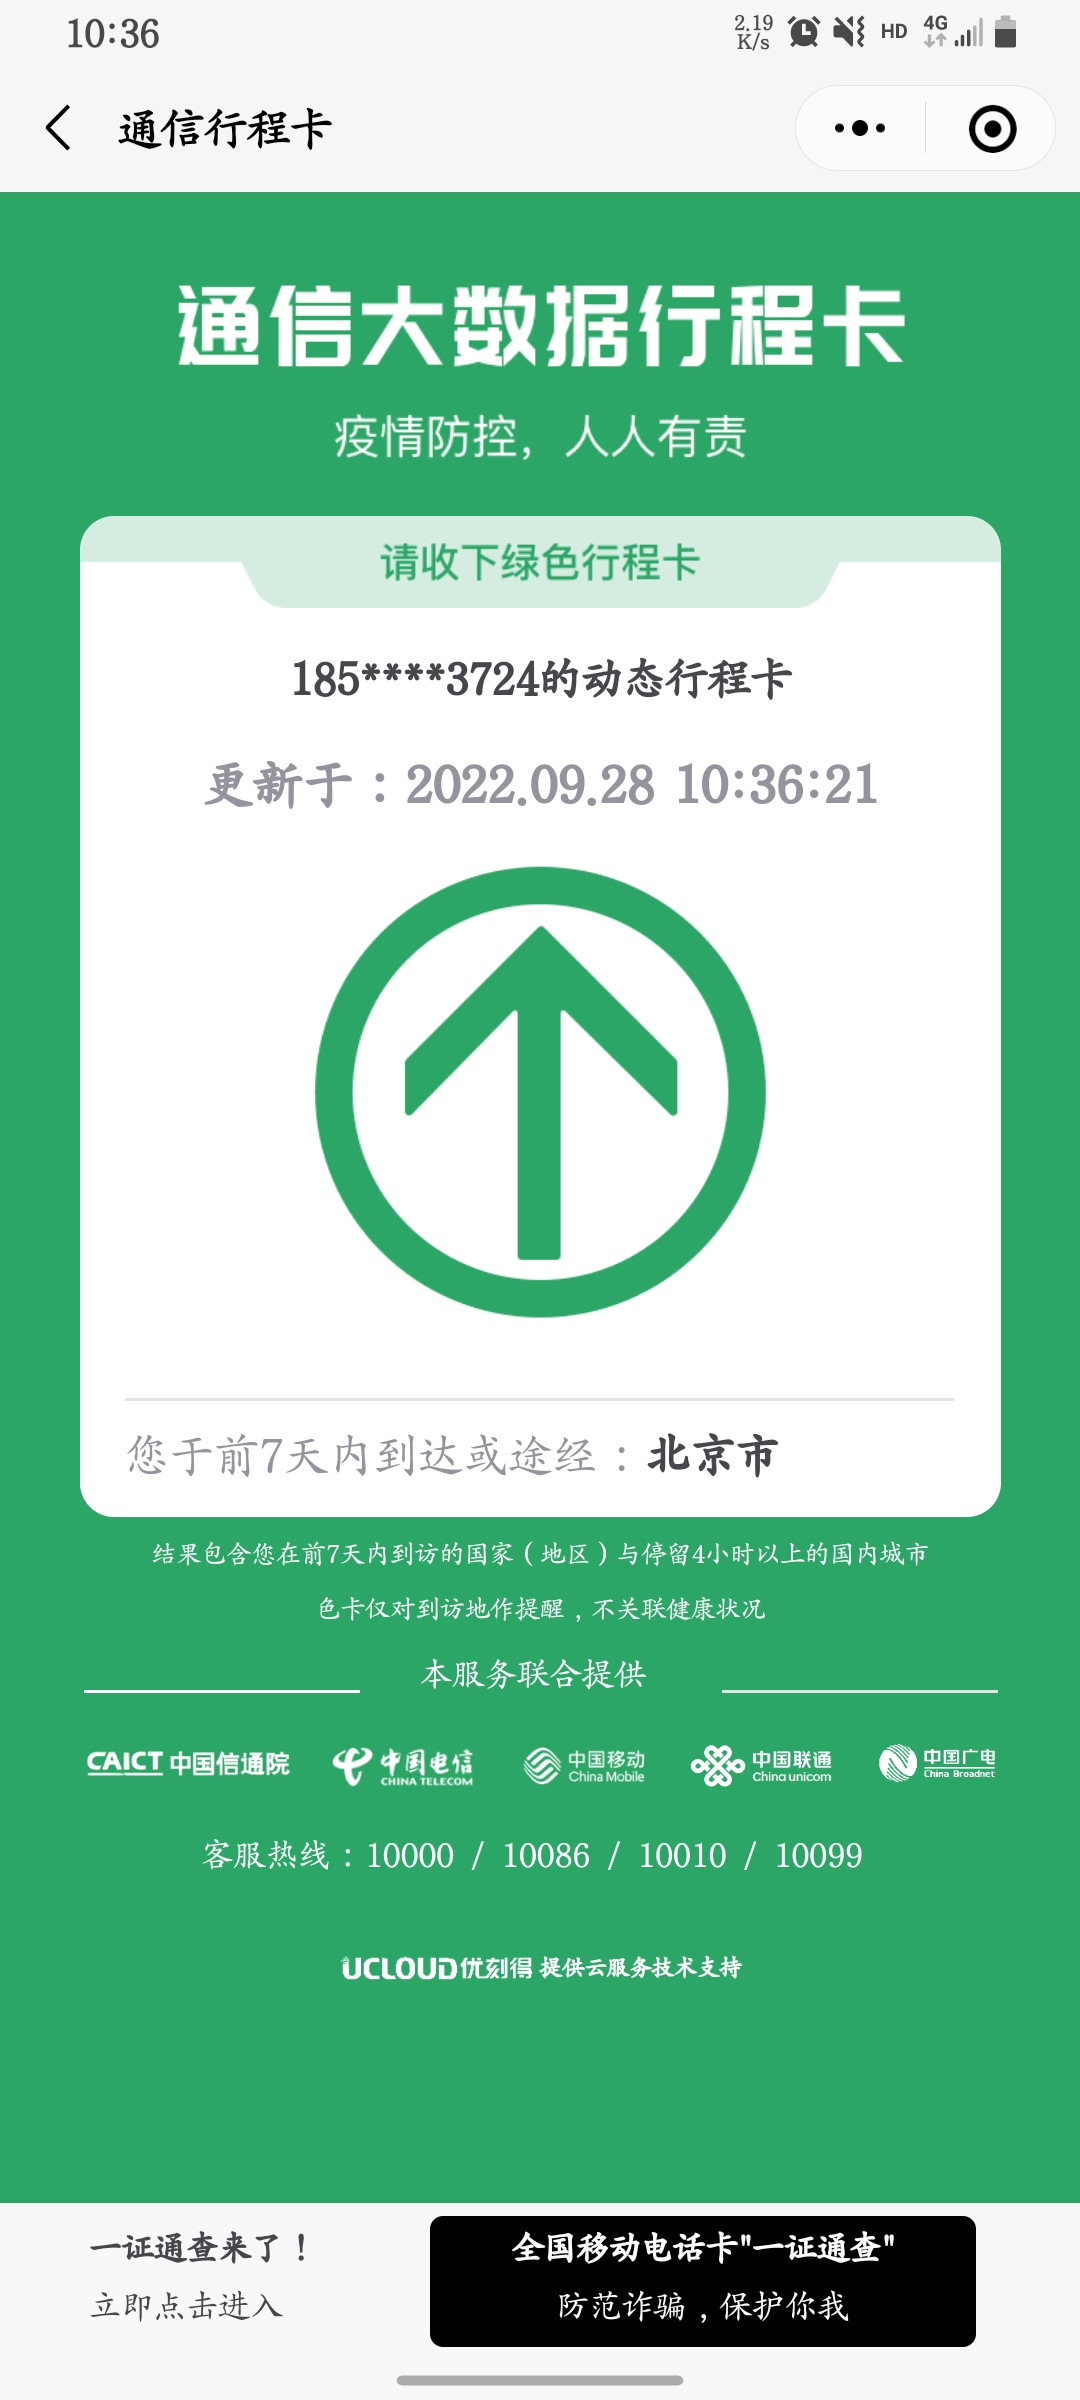 10:36
2.19
K/s
HD
4G
通信行程卡
通信大数据行程卡
疫情防控，人人有责
请收下绿色行程卡
185****3724的动态行程卡
更新于：2022.09.28 10:36:21
您于前7天内到达或途经：北京市
结果包含您在前7天内到访的国家（地区）与停留4小时以上的国内城市
色卡仅对到访地作提醒，不关联健康状况
本服务联合提供
CAICT 中国信通院
中国电信
CHINA TELECOM
中国移动
China Mobile
中国联通
China unicom
中国广电
China Broadnet
客服热线：10000 / 10086 / 10010 / 10099
UCLOUD优刻得 提供云服务技术支持
一证通查来了！
立即点击进入
全国移动电话卡"一证通查"
防范诈骗，保护你我